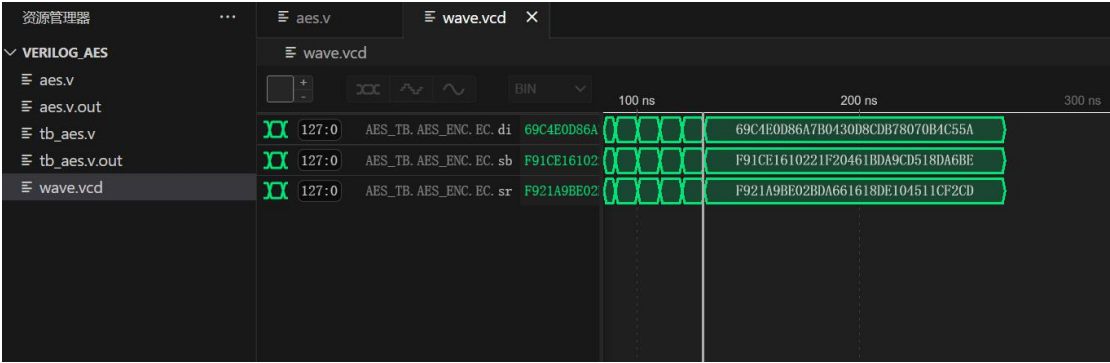 资源管理器 ··· aes.v wave.vcd ×
VERILOG_AES wave.vcd
aes.v
aes.v.out
tb_aes.v
tb_aes.v.out
wave.vcd
+
-
BIN
100 ns 200 ns 300 ns
127:0 AES_TB.AES_ENC.EC.di 69C4E0D86A 69C4E0D86A7B0430D8CDB78070B4C55A
127:0 AES_TB.AES_ENC.EC.sb F91CE16102 F91CE1610221F20461BDA9CD518DA6BE
127:0 AES_TB.AES_ENC.EC.sr F921A9BE02 F921A9BE02BDA661618DE104511CF2CD